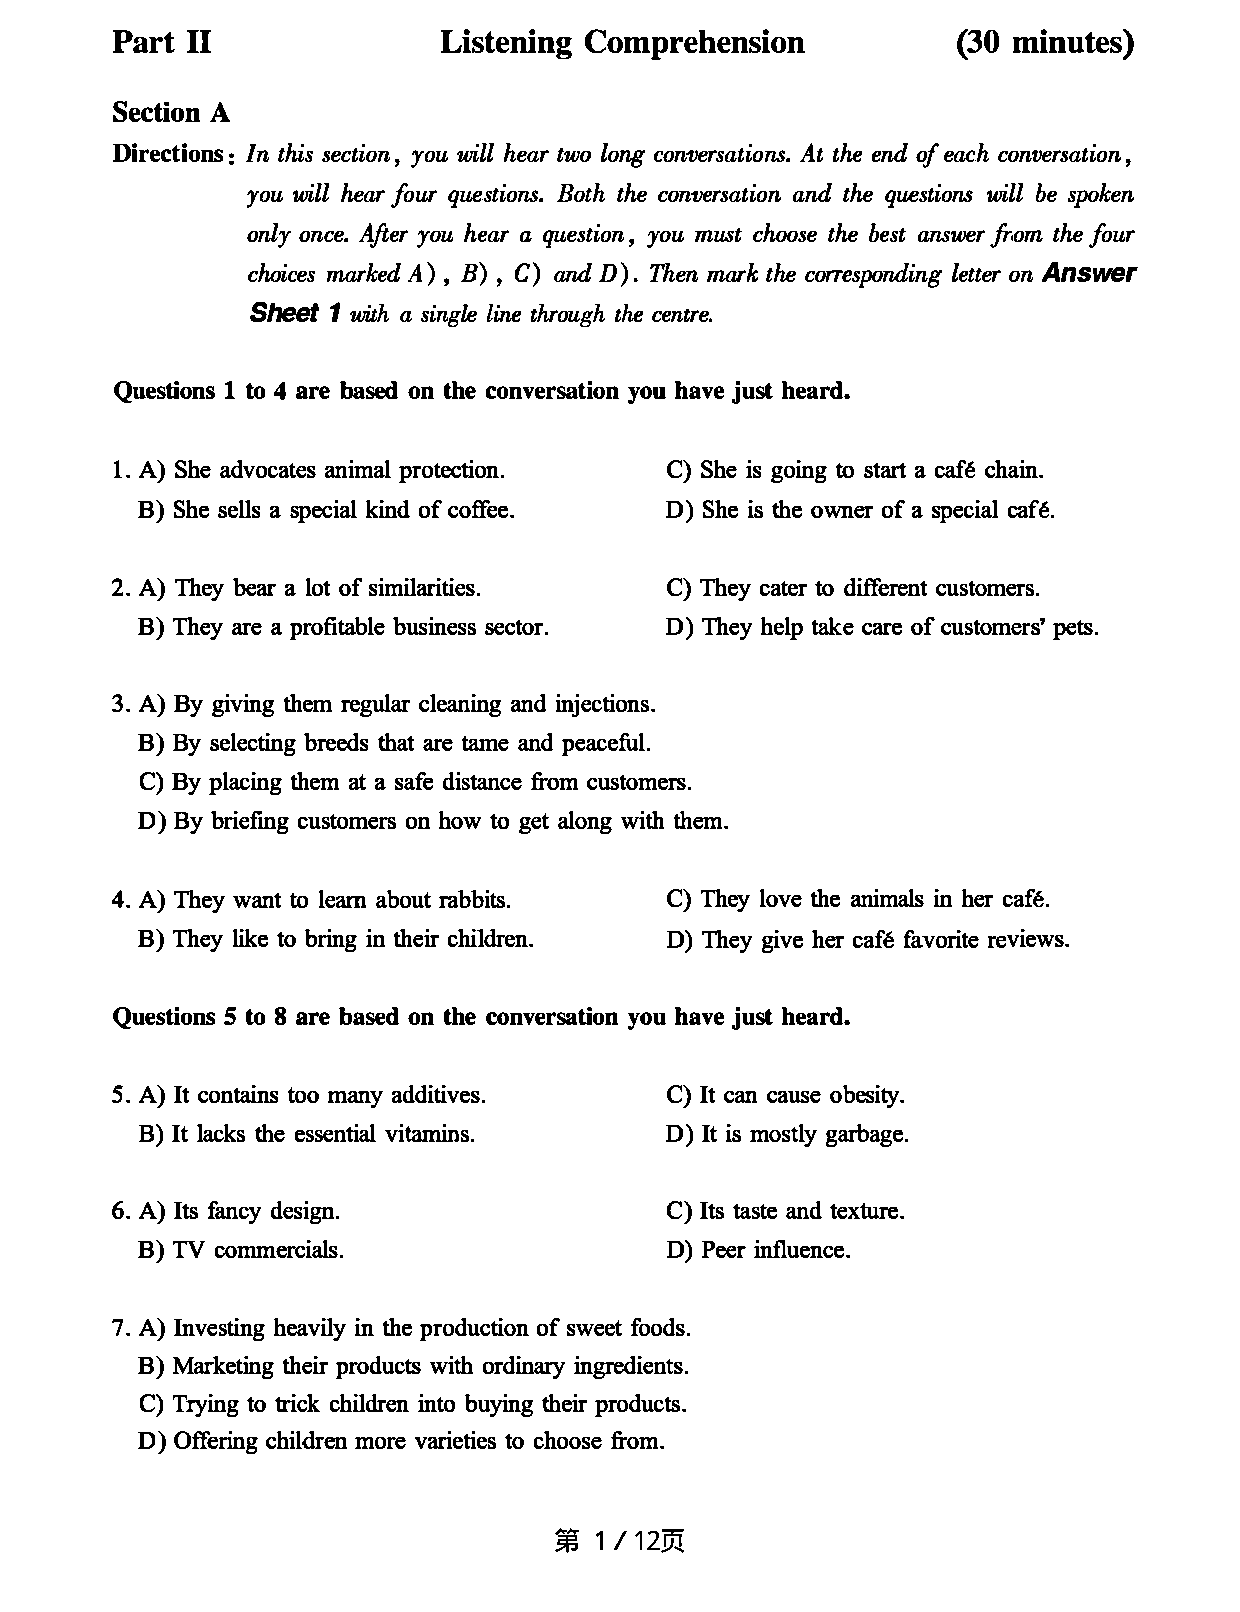 Part II Listening Comprehension (30 minutes)
Section A
Directions: In this section, you will hear two long conversations. At the end of each conversation,
you will hear four questions. Both the conversation and the questions will be spoken
only once. After you hear a question, you must choose the best answer from the four
choices marked A), B), C) and D). Then mark the corresponding letter on Answer
Sheet 1 with a single line through the centre.
Questions 1 to 4 are based on the conversation you have just heard.
1. A) She advocates animal protection. C) She is going to start a café chain.
B) She sells a special kind of coffee. D) She is the owner of a special café.
2. A) They bear a lot of similarities. C) They cater to different customers.
B) They are a profitable business sector. D) They help take care of customers' pets.
3. A) By giving them regular cleaning and injections.
B) By selecting breeds that are tame and peaceful.
C) By placing them at a safe distance from customers.
D) By briefing customers on how to get along with them.
4. A) They want to learn about rabbits. C) They love the animals in her café.
B) They like to bring in their children. D) They give her café favorite reviews.
Questions 5 to 8 are based on the conversation you have just heard.
5. A) It contains too many additives. C) It can cause obesity.
B) It lacks the essential vitamins. D) It is mostly garbage.
6. A) Its fancy design. C) Its taste and texture.
B) TV commercials. D) Peer influence.
7. A) Investing heavily in the production of sweet foods.
B) Marketing their products with ordinary ingredients.
C) Trying to trick children into buying their products.
D) Offering children more varieties to choose from.
第 1 / 12页